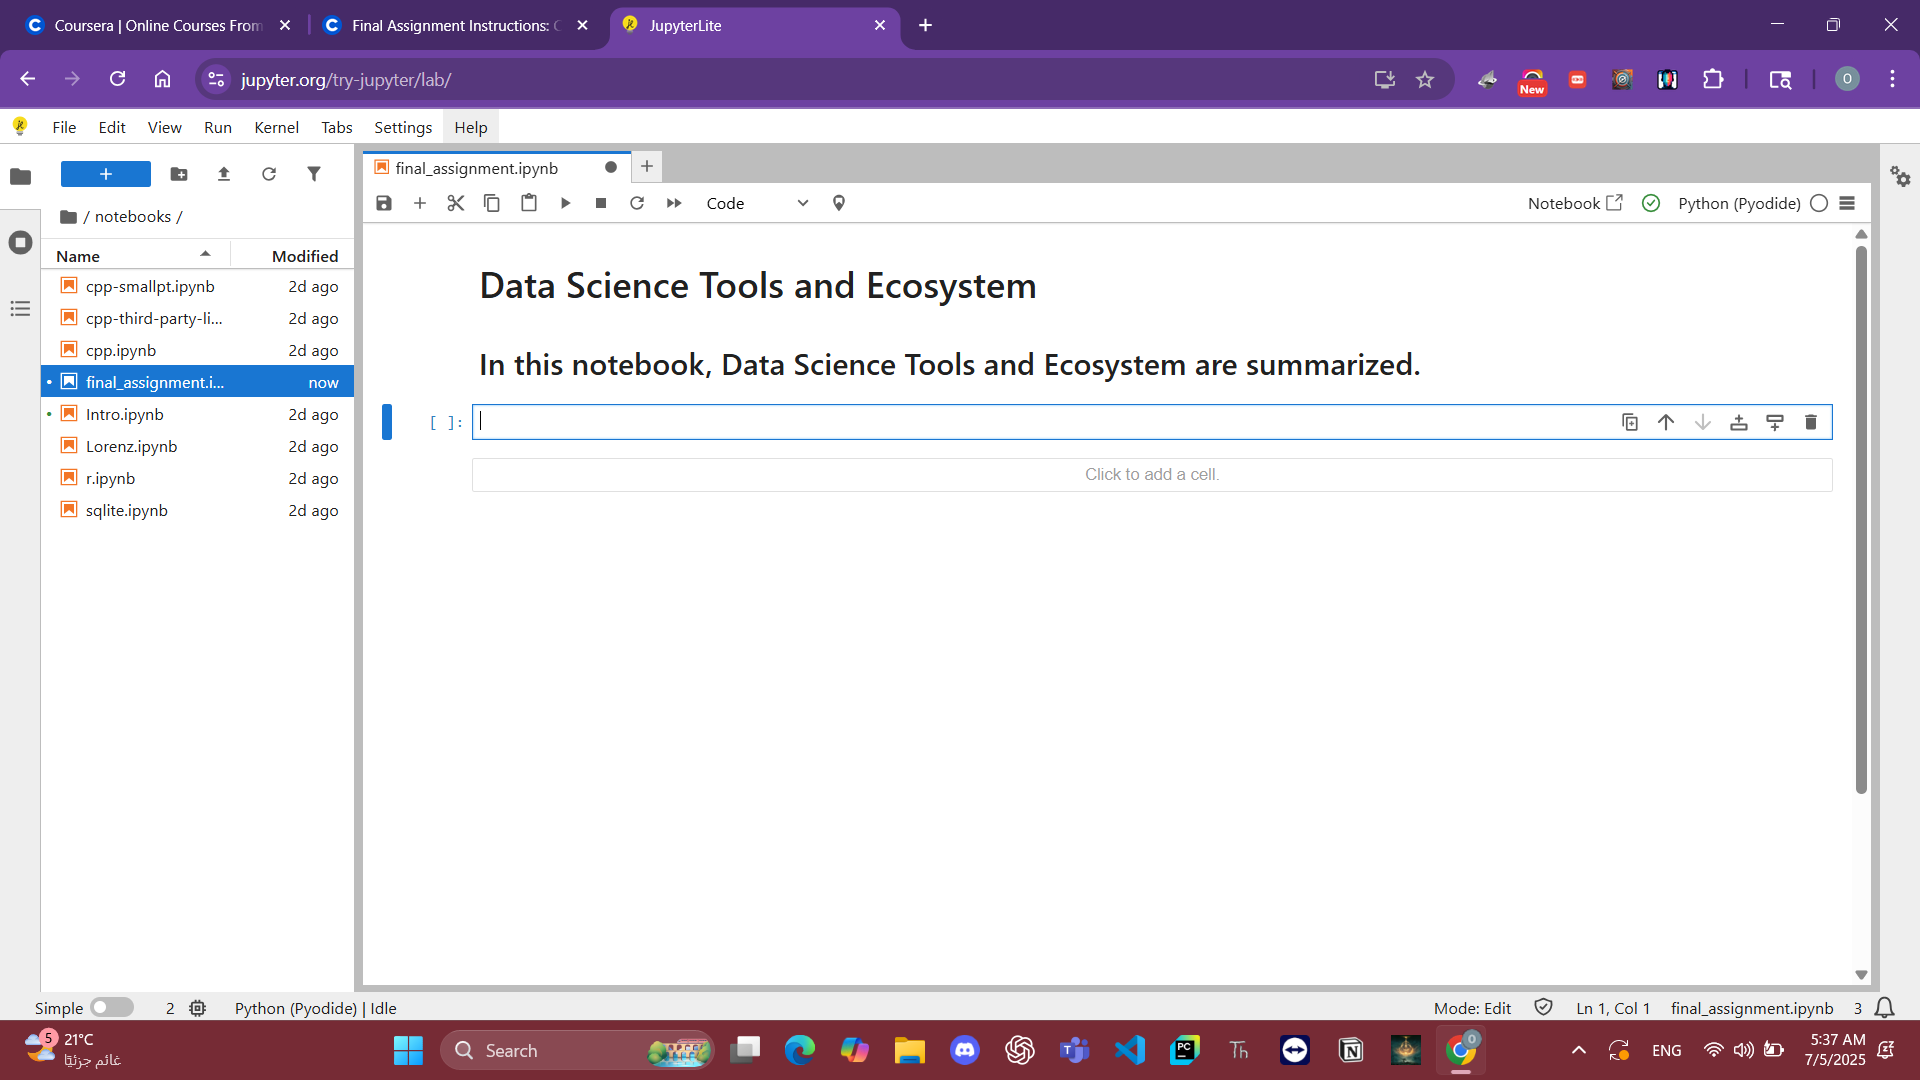 Coursera | Online Courses From
Final Assignment Instructions: C
JupyterLite
jupyter.org/try-jupyter/lab/
New
O
File Edit View Run Kernel Tabs Settings Help
final_assignment.ipynb
Code
Notebook
Python (Pyodide)
/ notebooks /
Name Modified
cpp-smallpt.ipynb 2d ago
cpp-third-party-li... 2d ago
cpp.ipynb 2d ago
final_assignment.i... now
Intro.ipynb 2d ago
Lorenz.ipynb 2d ago
r.ipynb 2d ago
sqlite.ipynb 2d ago
Data Science Tools and Ecosystem
In this notebook, Data Science Tools and Ecosystem are summarized.
[ ]:
Click to add a cell.
Simple 2 Python (Pyodide) | Idle
Mode: Edit Ln 1, Col 1 final_assignment.ipynb 3
5
21°C
غائم جزئيًا
Search
PC
Th
0
ENG
5:37 AM
7/5/2025